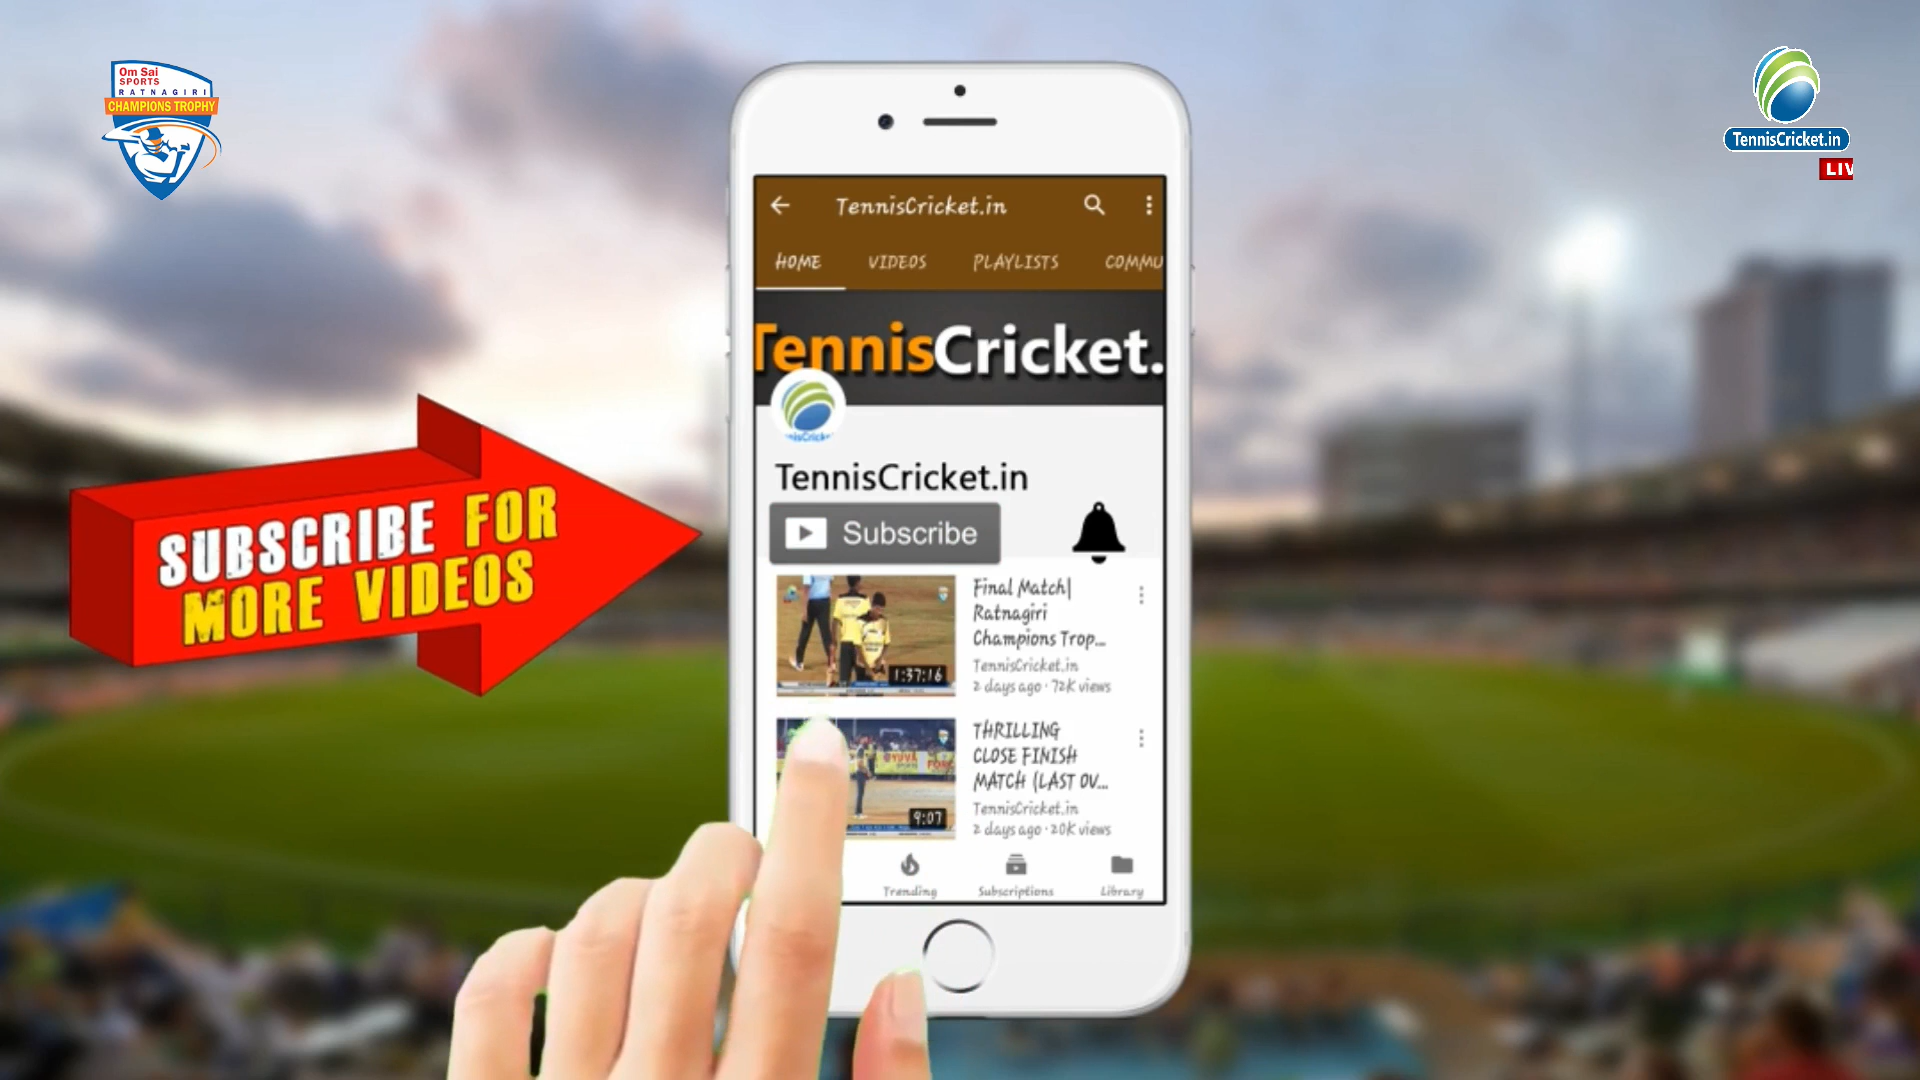 Om Sai
SPORTS
RATNAGIRI
CHAMPIONS TROPHY
TennisCricket.in
LIV
SUBSCRIBE FOR
MORE VIDEOS
TennisCricket.in
HOME VIDEOS PLAYLISTS COMMU
TennisCricket.
TennisCricket.in
Subscribe
Final Match|
Ratnagiri
Champions Trop...
TennisCricket.in
2 days ago · 72K views
1:37:16
THRILLING
CLOSE FINISH
MATCH (LAST OV...
TennisCricket.in
2 days ago · 20K views
9:07
Trending Subscriptions Library